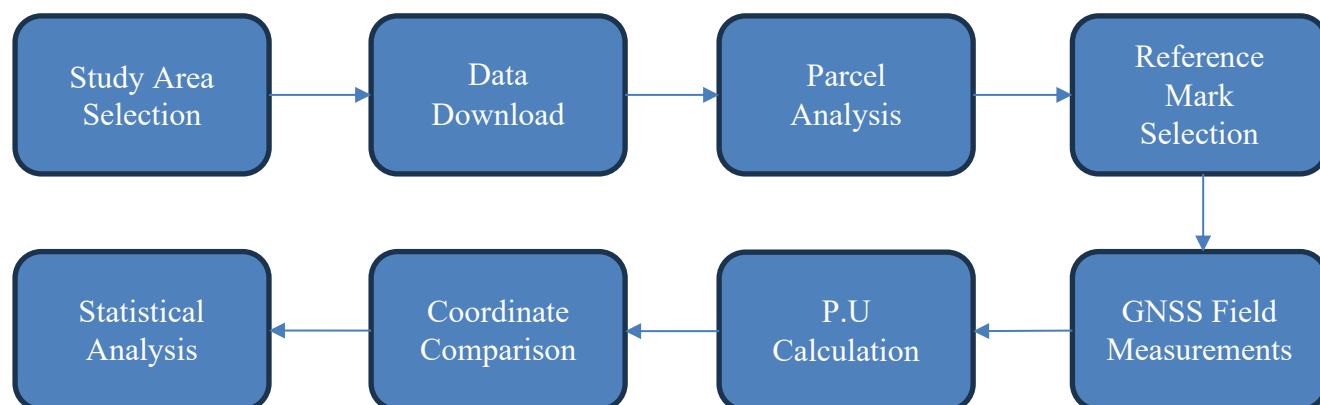 Study Area
Selection
Data
Download
Parcel
Analysis
Reference
Mark
Selection
GNSS Field
Measurements
P.U
Calculation
Coordinate
Comparison
Statistical
Analysis